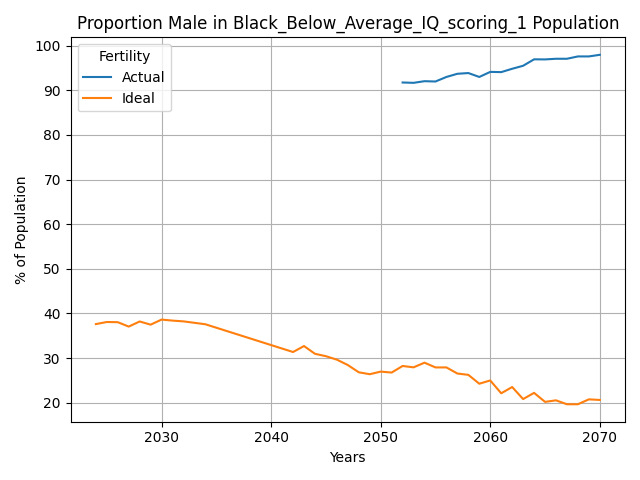 Proportion Male in Black_Below_Average_IQ_scoring_1 Population
Fertility
Actual
Ideal
% of Population
100
90
80
70
60
50
40
30
20
2030
2040
2050
2060
2070
Years